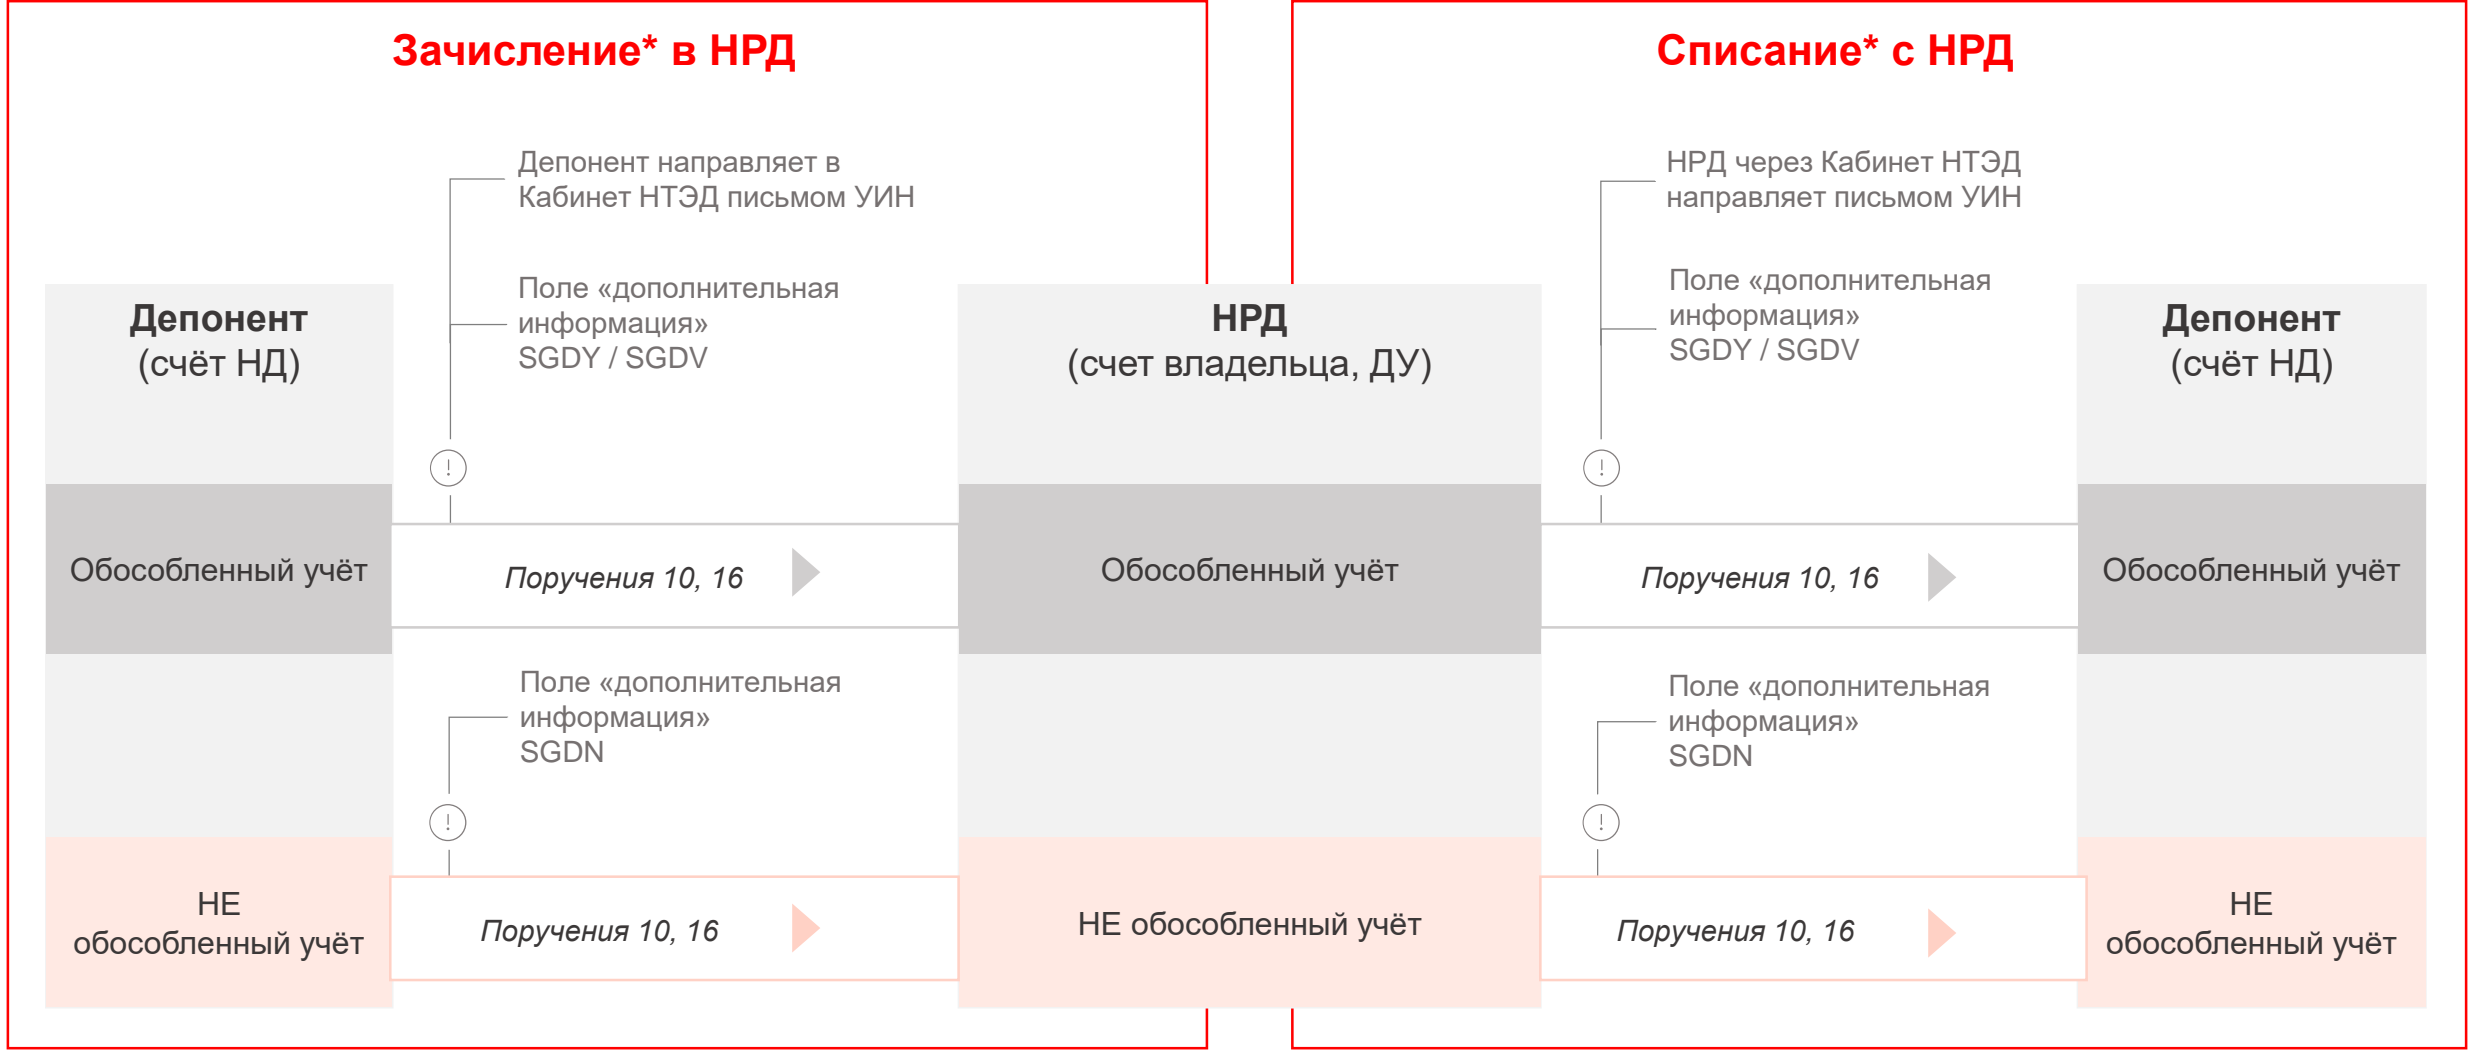 Зачисление* в НРД
Депонент направляет в
Кабинет НТЭД письмом УИН
Поле «дополнительная
информация»
SGDY / SGDV
Депонент
(счёт НД)
!
Обособленный учёт
Поручения 10, 16
Поле «дополнительная
информация»
SGDN
!
НЕ
обособленный учёт
Поручения 10, 16
НРД
(счет владельца, ДУ)
Обособленный учёт
НЕ обособленный учёт
Списание* с НРД
НРД через Кабинет НТЭД
направляет письмом УИН
Поле «дополнительная
информация»
SGDY / SGDV
!
Поручения 10, 16
Поле «дополнительная
информация»
SGDN
!
Поручения 10, 16
Депонент
(счёт НД)
Обособленный учёт
НЕ
обособленный учёт